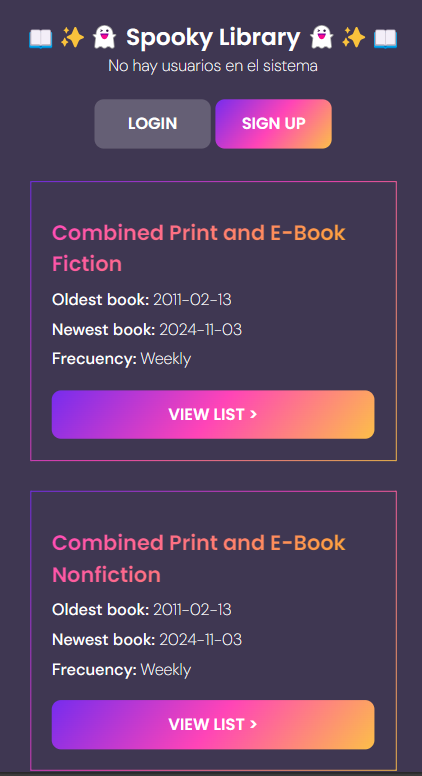 📖 ✨ 👻 Spooky Library 👻 ✨ 📖
No hay usuarios en el sistema
LOGIN SIGN UP
Combined Print and E-Book
Fiction
Oldest book: 2011-02-13
Newest book: 2024-11-03
Frecuency: Weekly
VIEW LIST >
Combined Print and E-Book
Nonfiction
Oldest book: 2011-02-13
Newest book: 2024-11-03
Frecuency: Weekly
VIEW LIST >